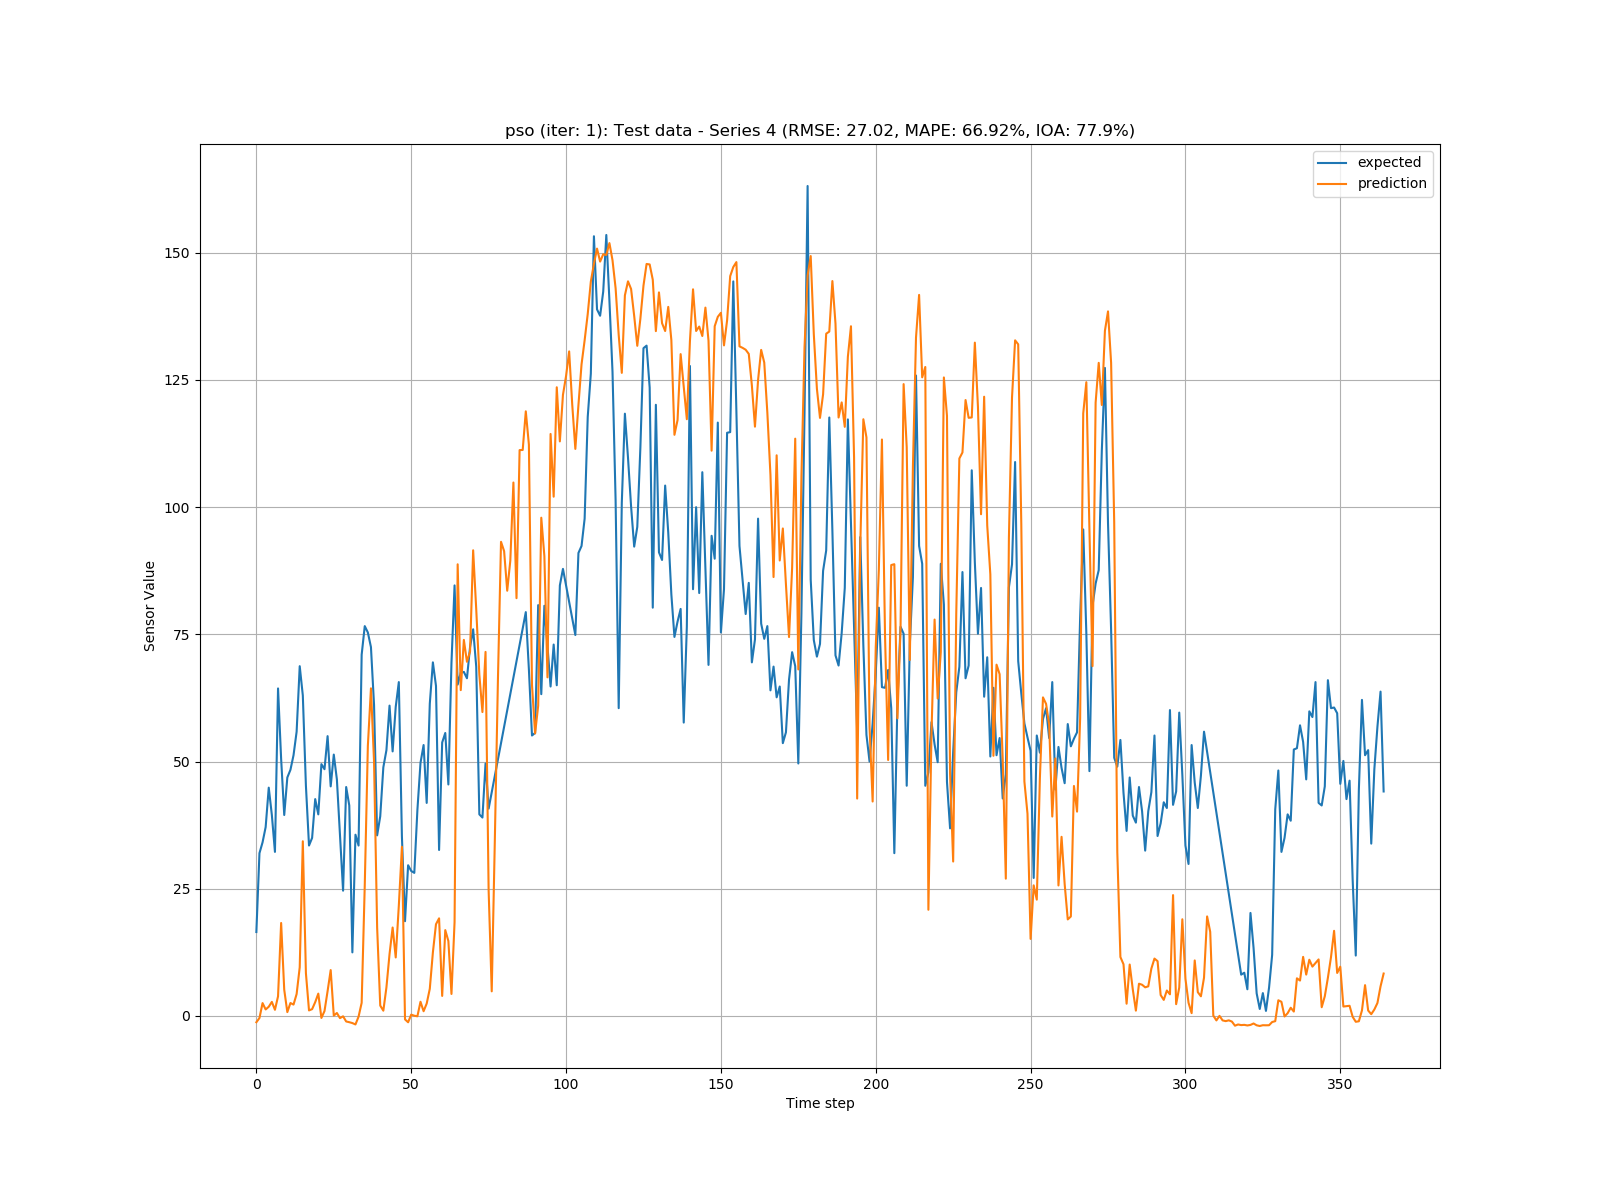 pso (iter: 1): Test data - Series 4 (RMSE: 27.02, MAPE: 66.92%, IOA: 77.9%)
expected
prediction
150
125
100
75
50
25
0
Sensor Value
0 50 100 150 200 250 300 350
Time step